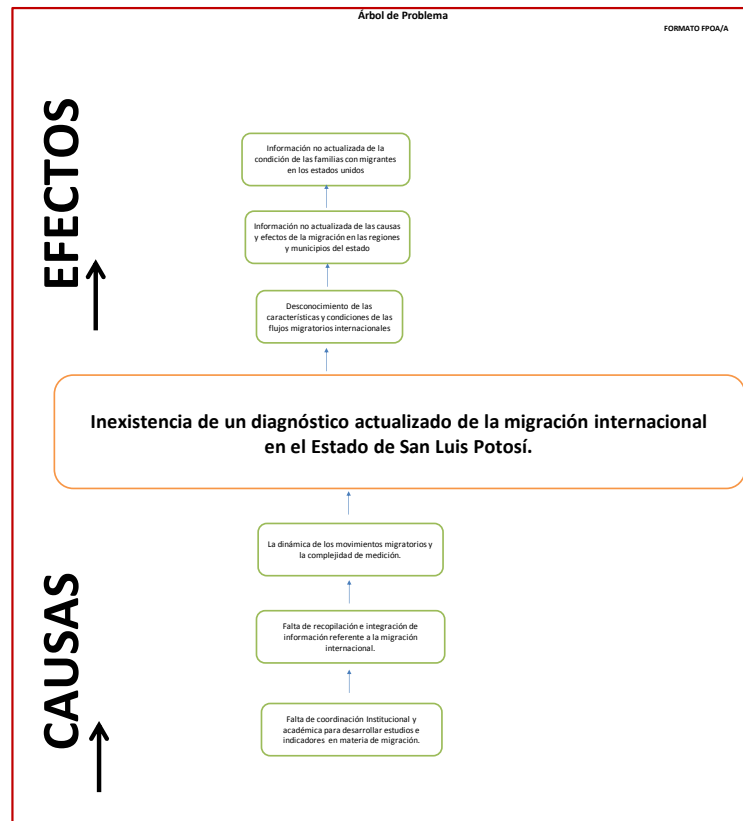 Árbol de Problema
FORMATO FPOA/A
EFECTOS
Información no actualizada de la
condición de las familias con migrantes
en los estados unidos
Información no actualizada de las causas
y efectos de la migración en las regiones
y municipios del estado
Desconocimiento de las
características y condiciones de las
flujos migratorios internacionales
Inexistencia de un diagnóstico actualizado de la migración internacional
en el Estado de San Luis Potosí.
CAUSAS
La dinámica de los movimientos migratorios y
la complejidad de medición.
Falta de recopilación e integración de
información referente a la migración
internacional.
Falta de coordinación Institucional y
académica para desarrollar estudios e
indicadores en materia de migración.